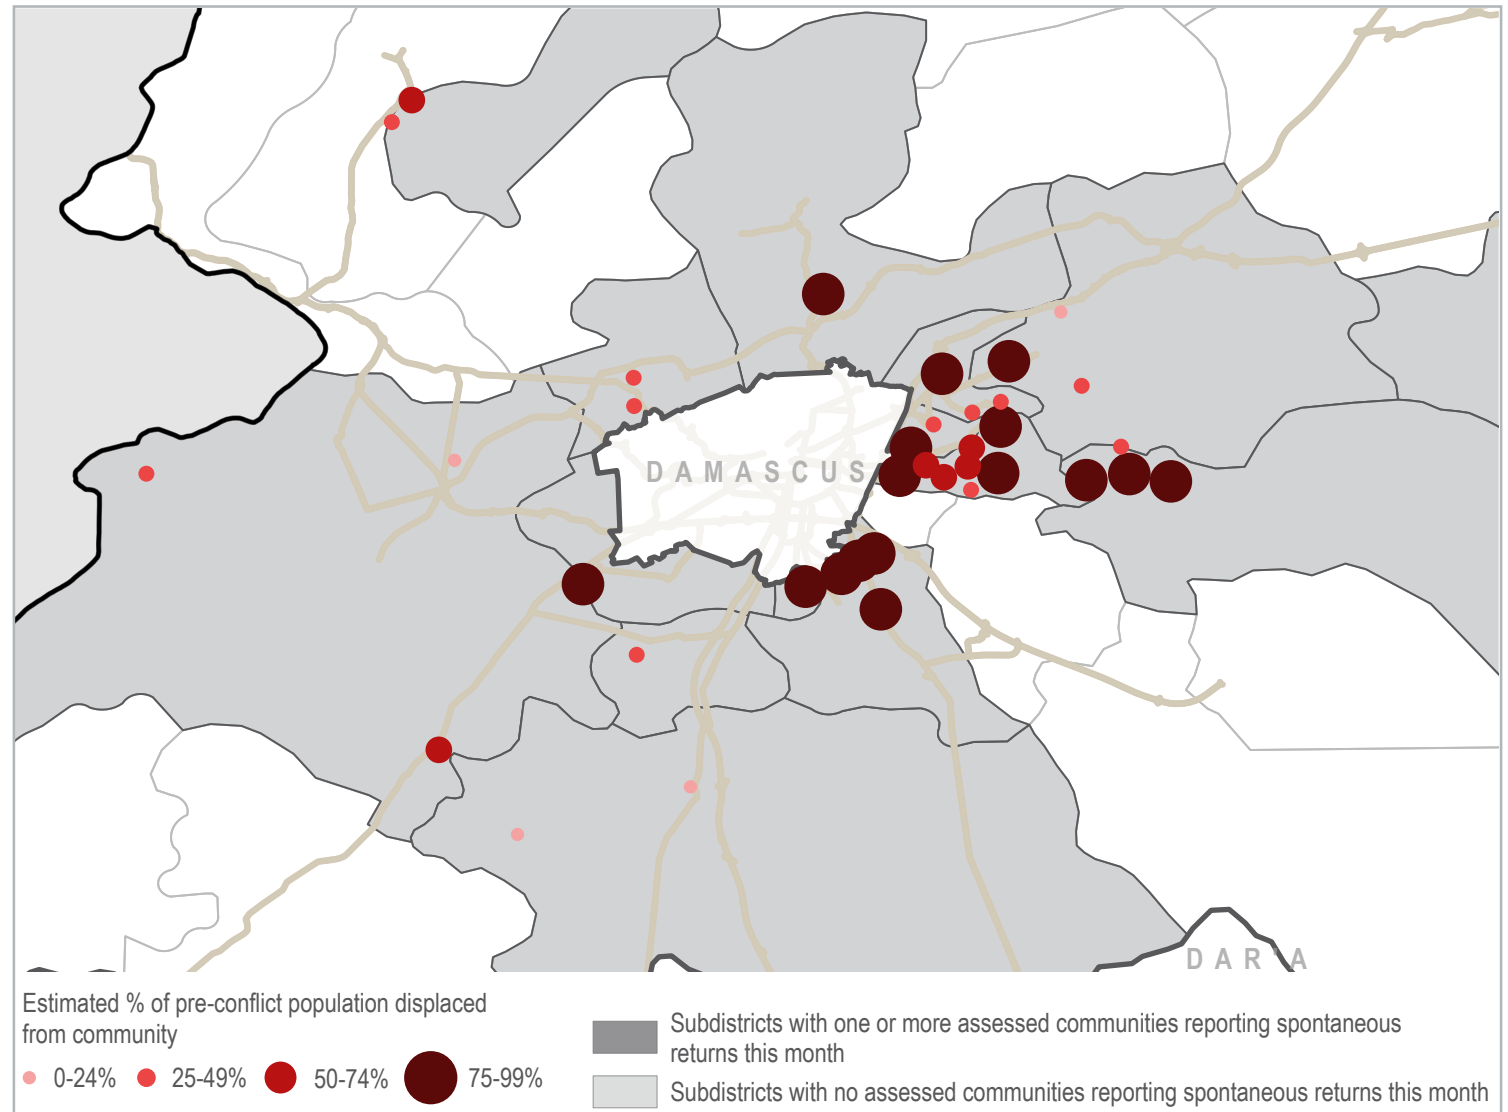 DAMASCUS
DAR'A
Estimated % of pre-conflict population displaced
from community
0-24%
25-49%
50-74%
75-99%
Subdistricts with one or more assessed communities reporting spontaneous
returns this month
Subdistricts with no assessed communities reporting spontaneous returns this month